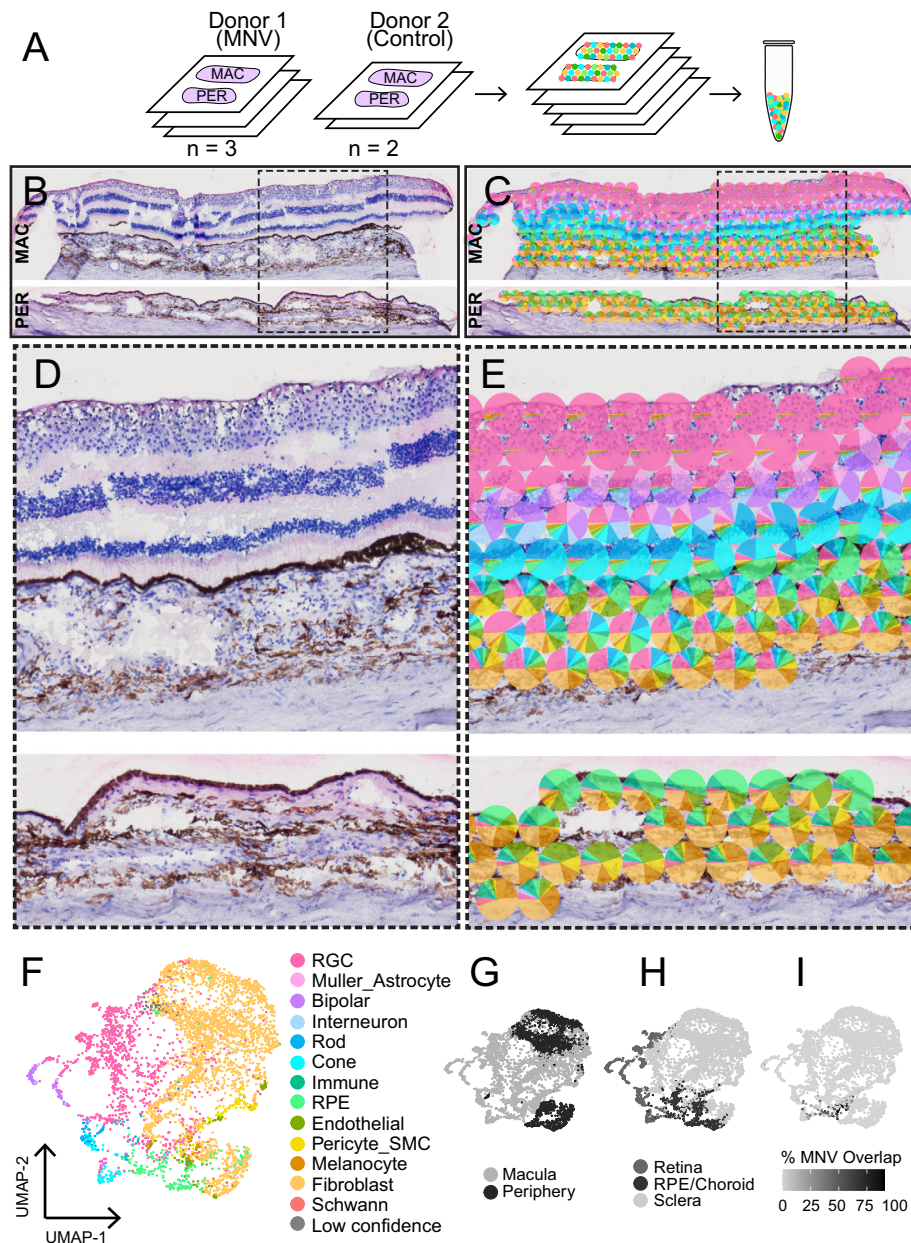 A
Donor 1
(MNV)
Donor 2
(Control)
MAC
PER
MAC
PER
n = 3
n = 2
B
MAC
PER
C
MAC
PER
D
E
F
UMAP-2
UMAP-1
RGC
Muller_Astrocyte
Bipolar
Interneuron
Rod
Cone
Immune
RPE
Endothelial
Pericyte_SMC
Melanocyte
Fibroblast
Schwann
Low confidence
G
Macula
Periphery
H
Retina
RPE/Choroid
Sclera
I
% MNV Overlap
0 25 50 75 100